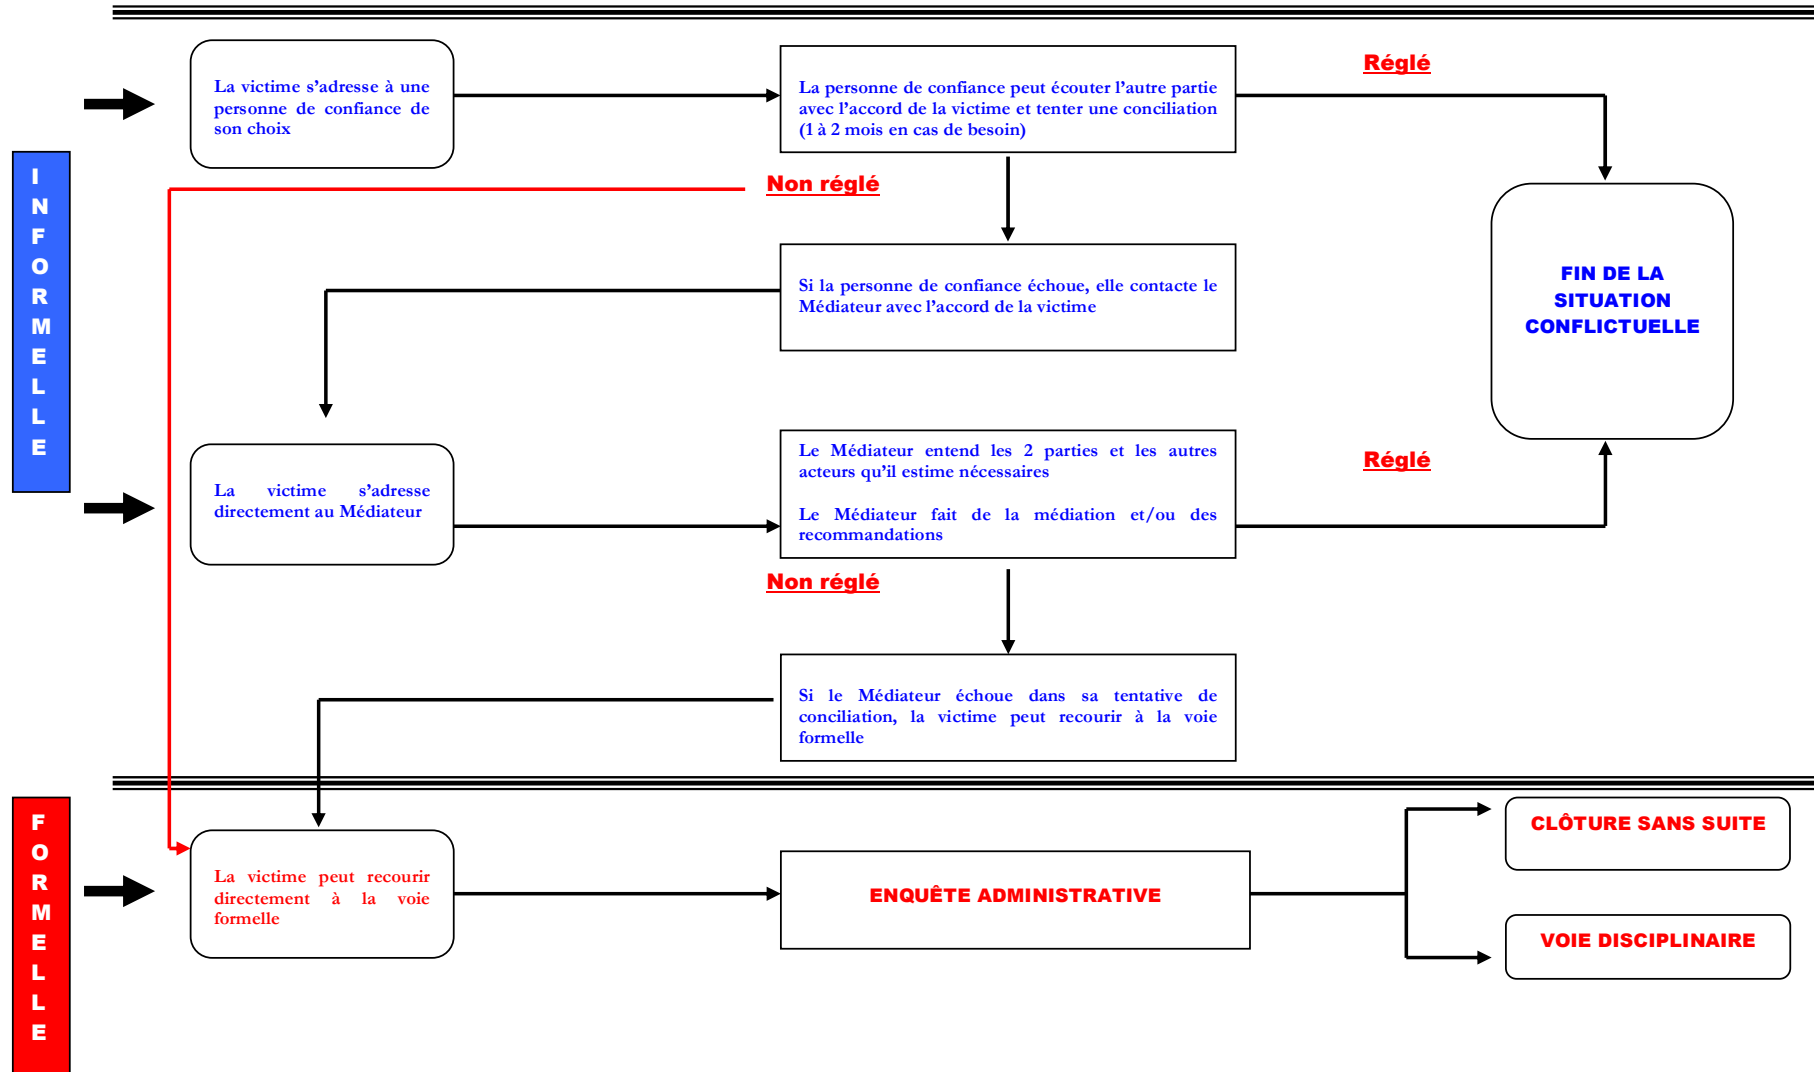 INFORMELLE
La victime s’adresse à une
personne de confiance de
son choix
La personne de confiance peut écouter l’autre partie
avec l’accord de la victime et tenter une conciliation
(1 à 2 mois en cas de besoin)
Réglé
Non réglé
Si la personne de confiance échoue, elle contacte le
Médiateur avec l’accord de la victime
FIN DE LA
SITUATION
CONFLICTUELLE
La victime s’adresse
directement au Médiateur
Le Médiateur entend les 2 parties et les autres
acteurs qu’il estime nécessaires
Le Médiateur fait de la médiation et/ou des
recommandations
Réglé
Non réglé
Si le Médiateur échoue dans sa tentative de
conciliation, la victime peut recourir à la voie
formelle
FORMELLE
La victime peut recourir
directement à la voie
formelle
ENQUÊTE ADMINISTRATIVE
CLÔTURE SANS SUITE
VOIE DISCIPLINAIRE